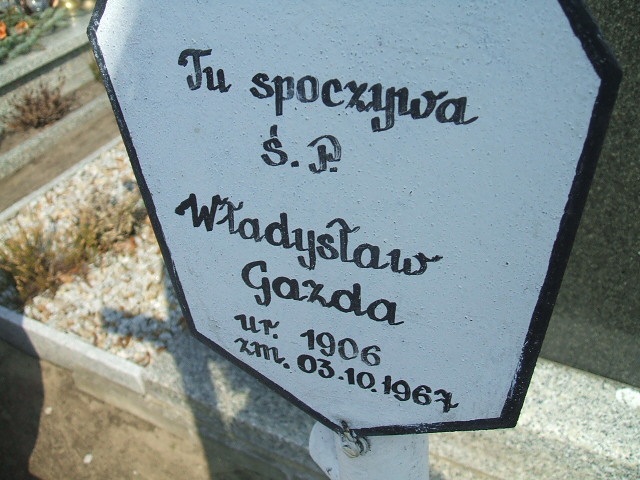 Tu spoczywa
Ś. P.
Władysław
Gazda
ur. 1906
zm. 03.10.1967